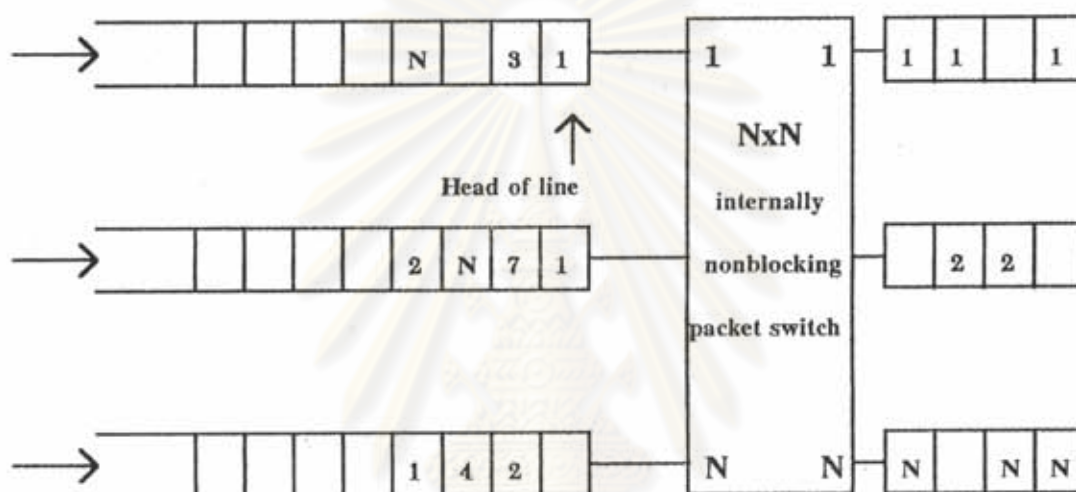 N 3 1 1 1 1 1 1
NxN
Head of line
internally
2 N 7 1 nonblocking 2 2
packet switch
1 4 2 N N N N N